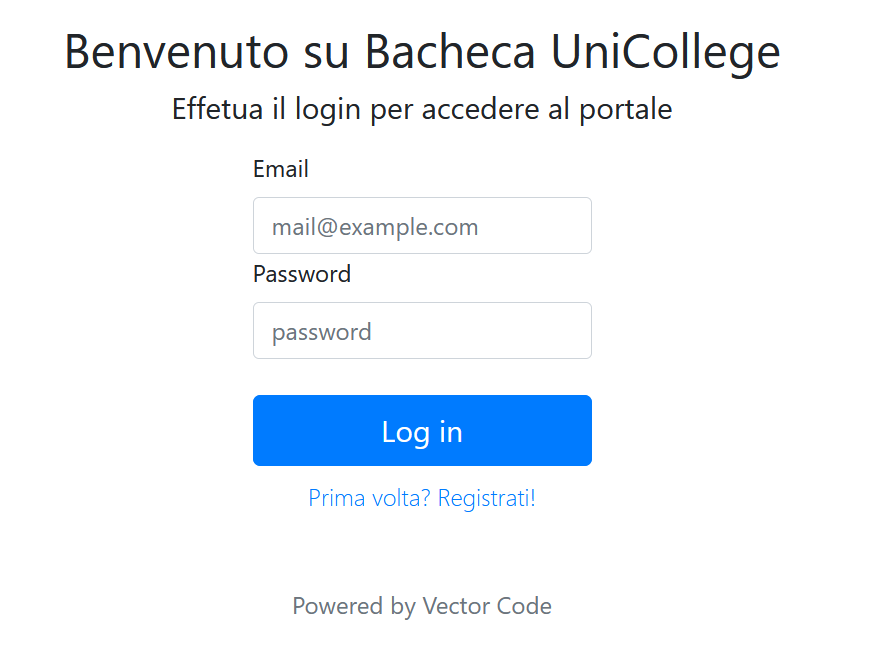 Benvenuto su Bacheca UniCollege
Effetua il login per accedere al portale
Email
mail@example.com
Password
password
Log in
Prima volta? Registrati!
Powered by Vector Code